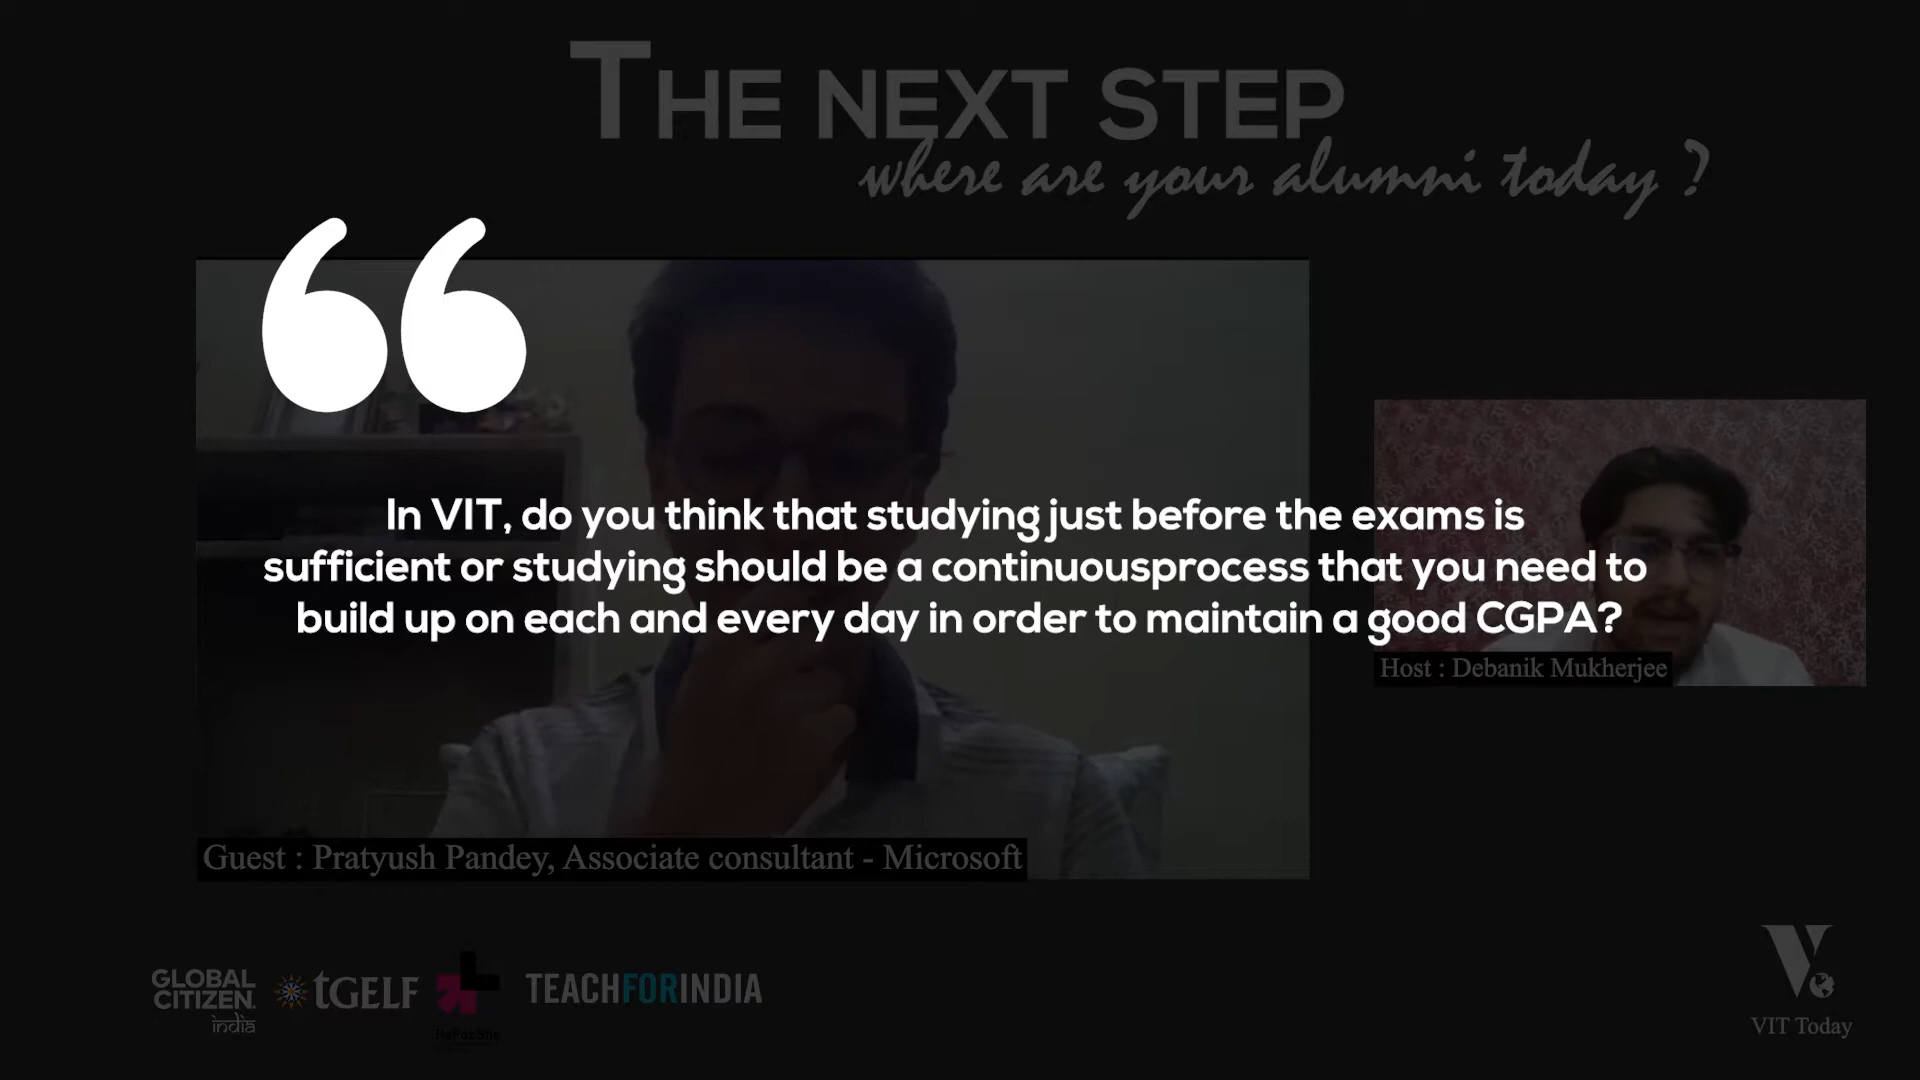 THE NEXT STEP
where are your alumni today ?
In VIT, do you think that studying just before the exams is
sufficient or studying should be a continuousprocess that you need to
build up on each and every day in order to maintain a good CGPA?
Host : Debanik Mukherjee
Guest : Pratyush Pandey, Associate consultant - Microsoft
GLOBAL
CITIZEN.
india
tGELF
HeForShe
TEACHFORINDIA
VIT Today